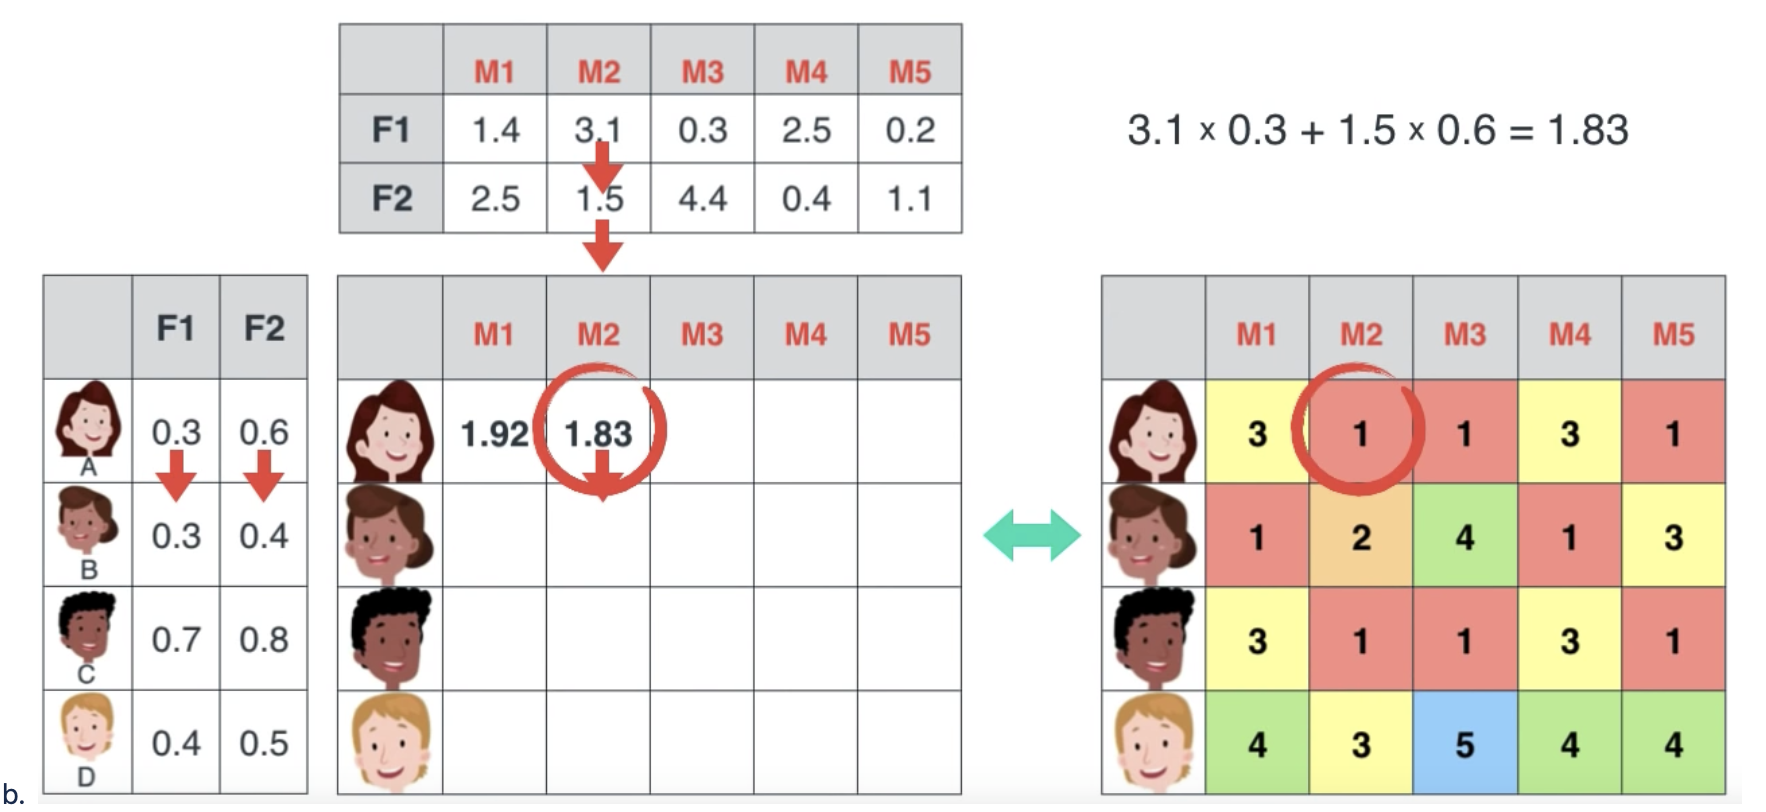 M1 M2 M3 M4 M5
F1 1.4 3.1 0.3 2.5 0.2
F2 2.5 1.5 4.4 0.4 1.1
3.1 x 0.3 + 1.5 x 0.6 = 1.83
F1 F2
A 0.3 0.6
B 0.3 0.4
C 0.7 0.8
D 0.4 0.5
M1 M2 M3 M4 M5
1.92 1.83
M1 M2 M3 M4 M5
3 1 1 3 1
1 2 4 1 3
3 1 1 3 1
4 3 5 4 4
b.